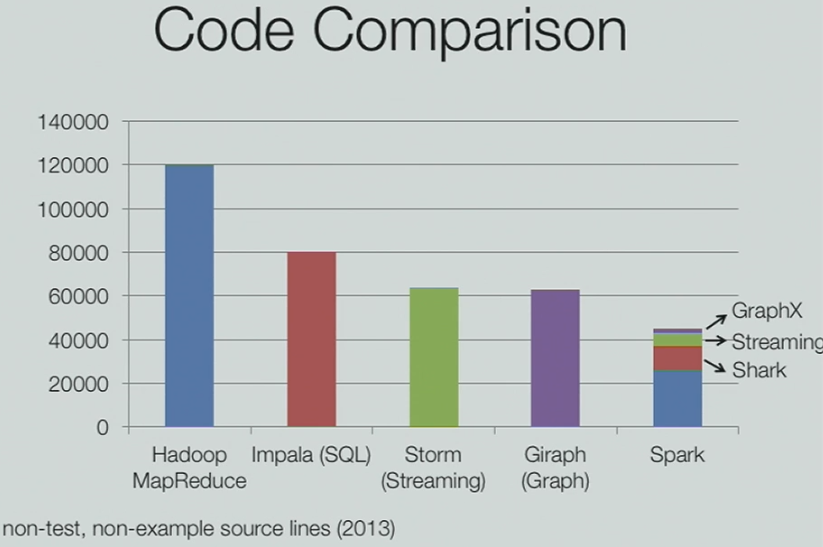 Code Comparison
140000
120000
100000
80000
60000
40000
20000
0
GraphX
Streaming
Shark
Hadoop
MapReduce
Impala (SQL)
Storm
(Streaming)
Giraph
(Graph)
Spark
non-test, non-example source lines (2013)